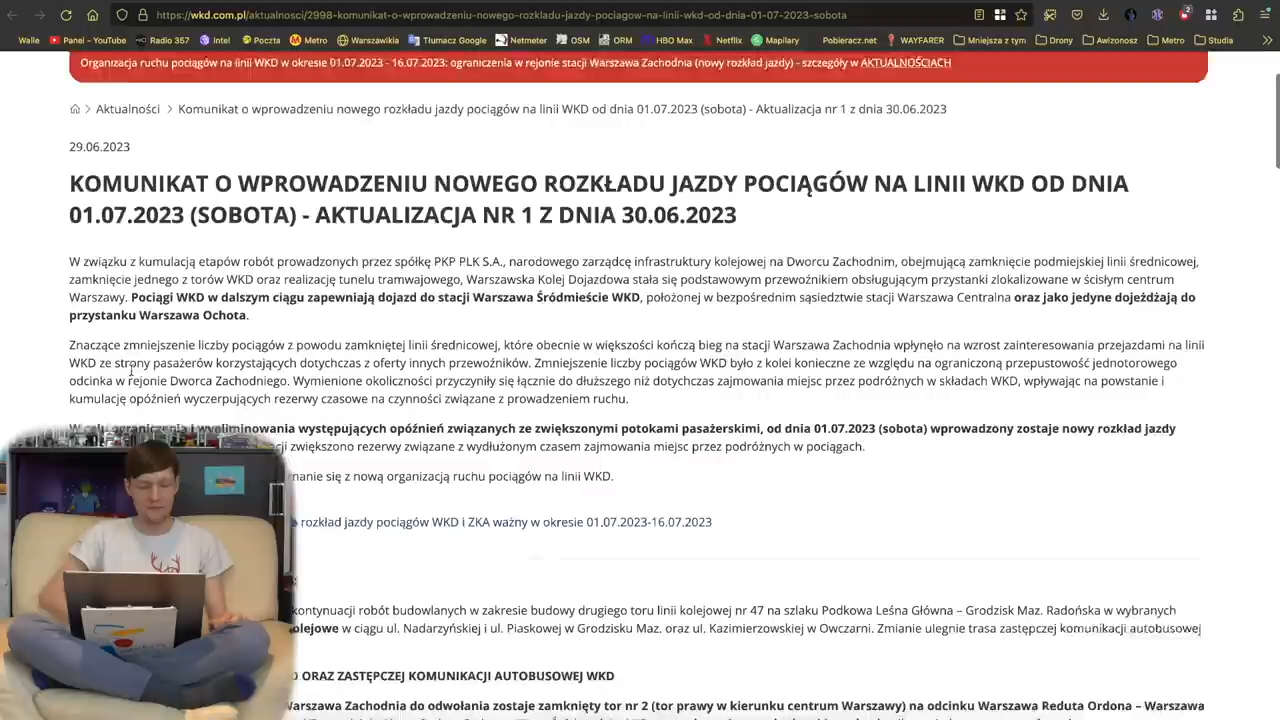 https://wkd.com.pl/aktualnosci/2998-komunikat-o-wprowadzeniu-nowego-rozkladu-jazdy-pociagow-na-linii-wkd-od-dnia-01-07-2023-sobota
Walle Panel – YouTube Radio 357 Intel Poczta Metro Warszawikia Tłumacz Google Netmeter OSM ORM HBO Max Netflix Mapilary Pobieracz.net WAYFARER Mniejsza z tym Drony Awizonosz Metro Studia
Organizacja ruchu pociągów na linii WKD w okresie 01.07.2023 - 16.07.2023: ograniczenia w rejonie stacji Warszawa Zachodnia (nowy rozkład jazdy) - szczegóły w AKTUALNOŚCIACH
Aktualności > Komunikat o wprowadzeniu nowego rozkładu jazdy pociągów na linii WKD od dnia 01.07.2023 (sobota) - Aktualizacja nr 1 z dnia 30.06.2023
29.06.2023
KOMUNIKAT O WPROWADZENIU NOWEGO ROZKŁADU JAZDY POCIĄGÓW NA LINII WKD OD DNIA
01.07.2023 (SOBOTA) - AKTUALIZACJA NR 1 Z DNIA 30.06.2023
W związku z kumulacją etapów robót prowadzonych przez spółkę PKP PLK S.A., narodowego zarządcę infrastruktury kolejowej na Dworcu Zachodnim, obejmującą zamknięcie podmiejskiej linii średnicowej,
zamknięcie jednego z torów WKD oraz realizację tunelu tramwajowego, Warszawska Kolej Dojazdowa stała się podstawowym przewoźnikiem obsługującym przystanki zlokalizowane w ścisłym centrum
Warszawy. Pociągi WKD w dalszym ciągu zapewniają dojazd do stacji Warszawa Śródmieście WKD, położonej w bezpośrednim sąsiedztwie stacji Warszawa Centralna oraz jako jedyne dojeżdżają do
przystanku Warszawa Ochota.
Znaczące zmniejszenie liczby pociągów z powodu zamkniętej linii średnicowej, które obecnie w większości kończą bieg na stacji Warszawa Zachodnia wpłynęło na wzrost zainteresowania przejazdami na linii
WKD ze strony pasażerów korzystających dotychczas z oferty innych przewoźników. Zmniejszenie liczby pociągów WKD było z kolei konieczne ze względu na ograniczoną przepustowość jednotorowego
odcinka w rejonie Dworca Zachodniego. Wymienione okoliczności przyczyniły się łącznie do dłuższego niż dotychczas zajmowania miejsc przez podróżnych w składach WKD, wpływając na powstanie i
kumulację opóźnień wyczerpujących rezerwy czasowe na czynności związane z prowadzeniem ruchu.
i wyeliminowania występujących opóźnień związanych ze zwiększonymi potokami pasażerskimi, od dnia 01.07.2023 (sobota) wprowadzony zostaje nowy rozkład jazdy
zwiększono rezerwy związane z wydłużonym czasem zajmowania miejsc przez podróżnych w pociągach.
się z nową organizacją ruchu pociągów na linii WKD.
rozkład jazdy pociągów WKD i ZKA ważny w okresie 01.07.2023-16.07.2023
kontynuacji robót budowlanych w zakresie budowy drugiego toru linii kolejowej nr 47 na szlaku Podkowa Leśna Główna – Grodzisk Maz. Radońska w wybranych
w ciągu ul. Nadarzyńskiej i ul. Piaskowej w Grodzisku Maz. oraz ul. Kazimierzowskiej w Owczarni. Zmianie ulegnie trasa zastępczej komunikacji autobusowej
ORAZ ZASTĘPCZEJ KOMUNIKACJI AUTOBUSOWEJ WKD
Warszawa Zachodnia do odwołania zostaje zamknięty tor nr 2 (tor prawy w kierunku centrum Warszawy) na odcinku Warszawa Reduta Ordona – Warszawa